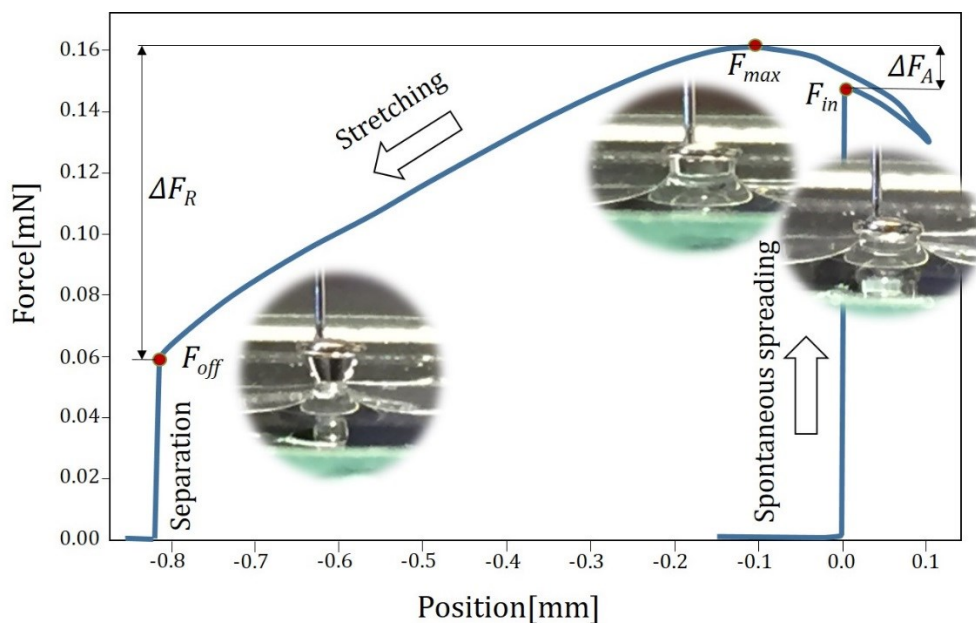 0.16
0.14
0.12
0.10
0.08
0.06
0.04
0.02
0.00
Force[mN]
ΔF_R
Stretching
F_max
ΔF_A
F_in
F_off
Separation
Spontaneous spreading
-0.8 -0.7 -0.6 -0.5 -0.4 -0.3 -0.2 -0.1 0.0 0.1
Position[mm]